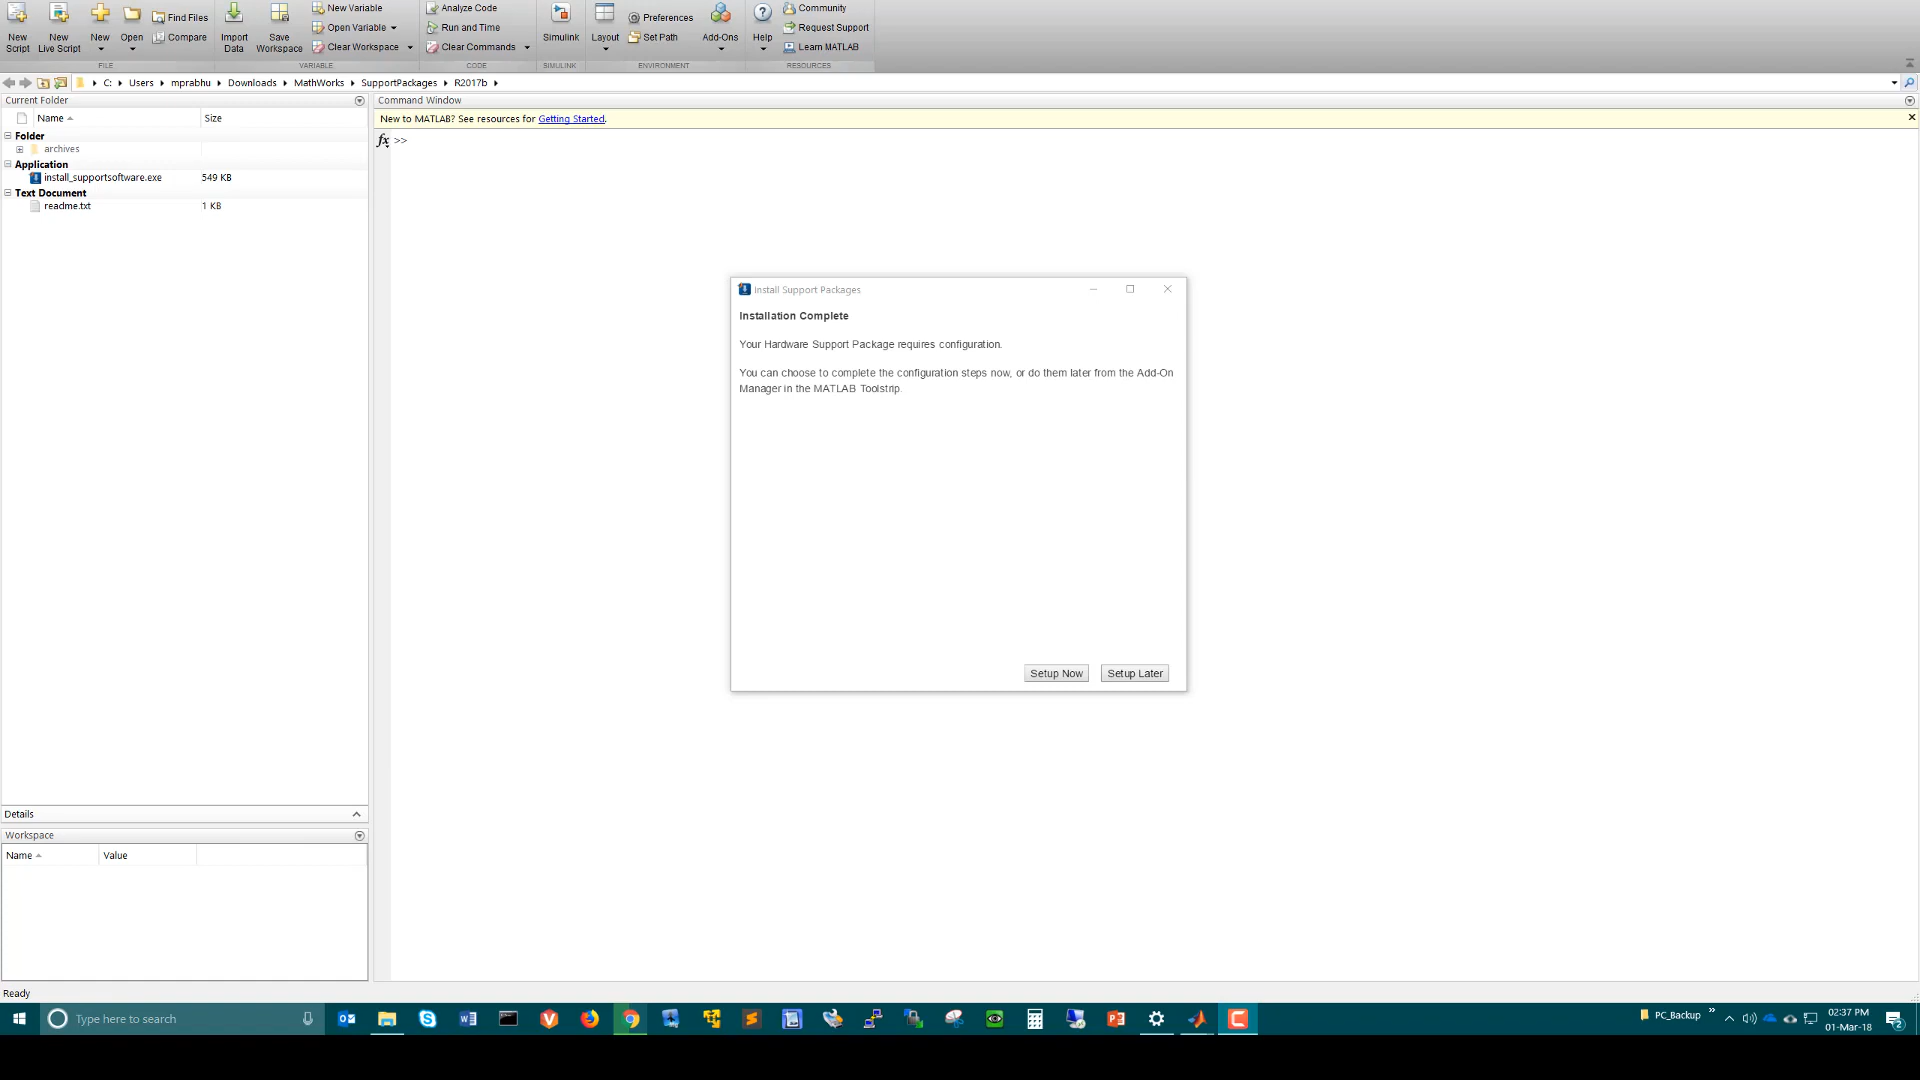 New Variable
Analyze Code
Community
Find Files
Open Variable
Run and Time
Preferences
Request Support
New Script
New Live Script
New
Open
Compare
Import Data
Save Workspace
Clear Workspace
Clear Commands
Simulink
Layout
Set Path
Add-Ons
Help
Learn MATLAB
FILE
VARIABLE
CODE
SIMULINK
ENVIRONMENT
RESOURCES
C: Users mprabhu Downloads MathWorks SupportPackages R2017b
Current Folder
Command Window
Name Size
New to MATLAB? See resources for Getting Started.
fx >>
Folder
archives
Application
install_supportsoftware.exe 549 KB
Text Document
readme.txt 1 KB
Install Support Packages
Installation Complete
Your Hardware Support Package requires configuration.
You can choose to complete the configuration steps now, or do them later from the Add-On
Manager in the MATLAB Toolstrip.
Setup Now Setup Later
Details
Workspace
Name Value
Ready
Type here to search
PC_Backup
02:37 PM
01-Mar-18
2